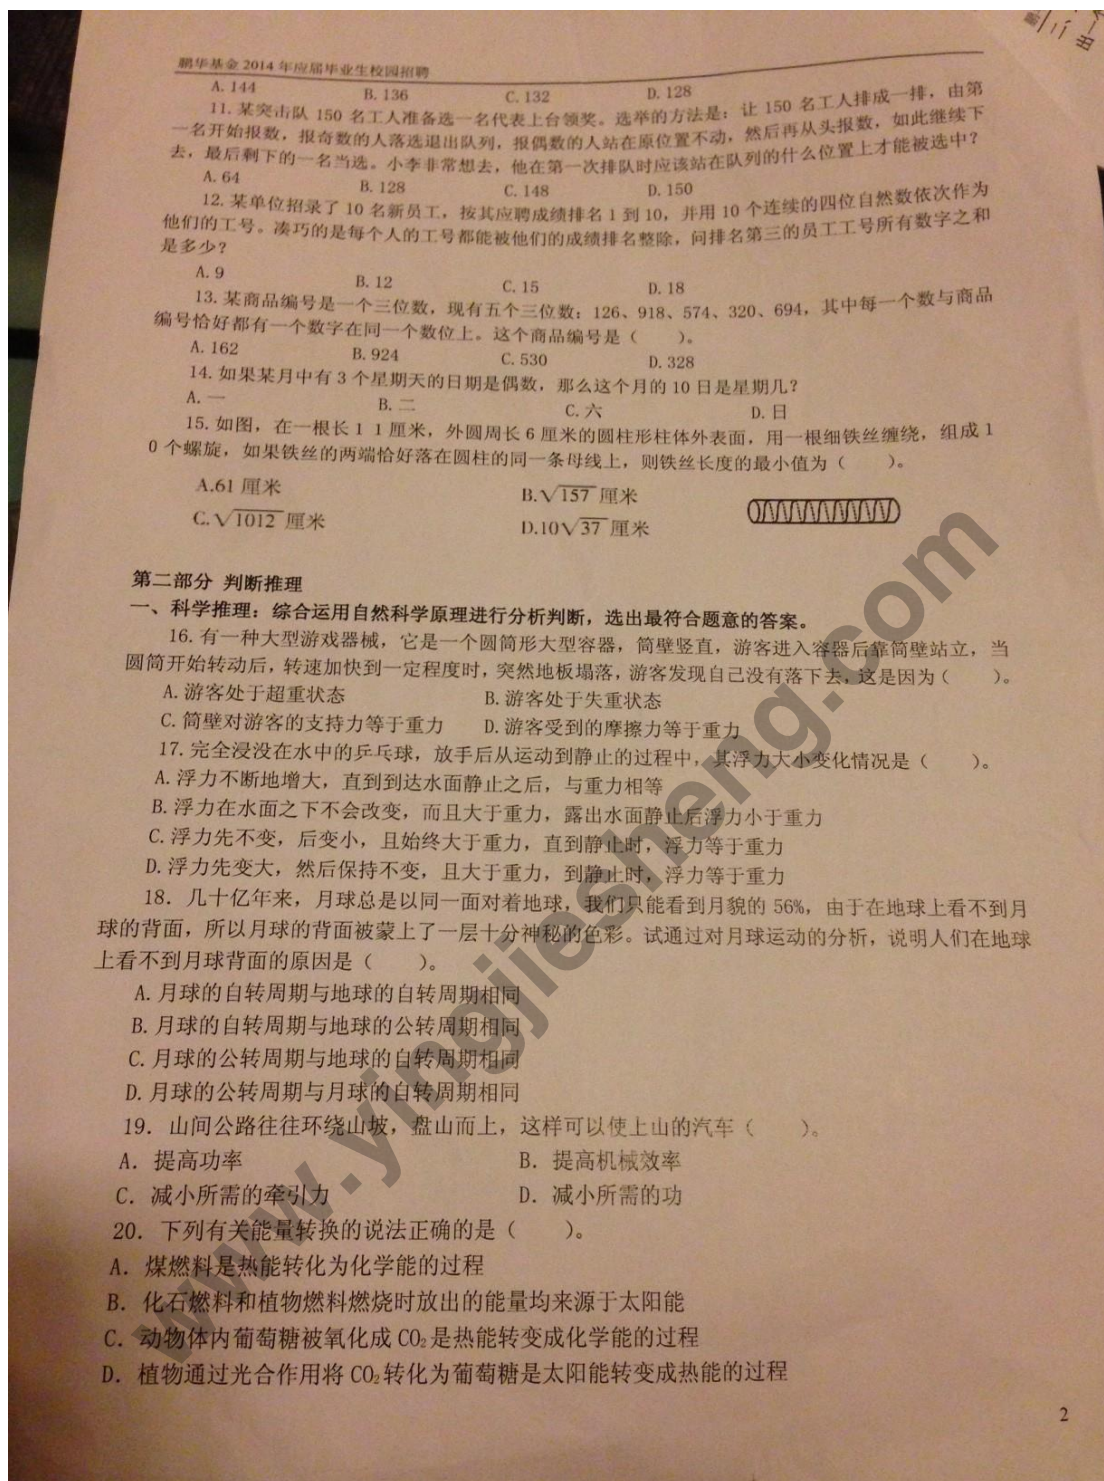 鹏华基金2014年应届毕业生校园招聘
A. 144 B. 136 C. 132 D. 128
11. 某突击队150名工人准备选一名代表上台领奖。选举的方法是：让150名工人排成一排，由第
一名开始报数，报奇数的人落选退出队列，报偶数的人站在原位置不动，然后再从头报数，如此继续下
去，最后剩下的一名当选。小李非常想去，他在第一次排队时应该站在队列的什么位置上才能被选中？
A. 64 B. 128 C. 148 D. 150
12. 某单位招录了10名新员工，按其应聘成绩排名1到10，并用10个连续的四位自然数依次作为
他们的工号。凑巧的是每个人的工号都能被他们的成绩排名整除，问排名第三的员工工号所有数字之和
是多少？
A. 9 B. 12 C. 15 D. 18
13. 某商品编号是一个三位数，现有五个三位数：126、918、574、320、694，其中每一个数与商品
编号恰好都有一个数字在同一个数位上。这个商品编号是（ ）。
A. 162 B. 924 C. 530 D. 328
14. 如果某月中有3个星期天的日期是偶数，那么这个月的10日是星期几？
A. 一 B. 二 C. 六 D. 日
15. 如图，在一根长11厘米，外圆周长6厘米的圆柱形柱体外表面，用一根细铁丝缠绕，组成1
0个螺旋，如果铁丝的两端恰好落在圆柱的同一条母线上，则铁丝长度的最小值为（ ）。
A.61 厘米 B.√157 厘米
C.√1012 厘米 D.10√37 厘米
第二部分 判断推理
一、科学推理：综合运用自然科学原理进行分析判断，选出最符合题意的答案。
16. 有一种大型游戏器械，它是一个圆筒形大型容器，筒壁竖直，游客进入容器后靠筒壁站立，当
圆筒开始转动后，转速加快到一定程度时，突然地板塌落，游客发现自己没有落下去，这是因为（ ）。
A. 游客处于超重状态 B. 游客处于失重状态
C. 筒壁对游客的支持力等于重力 D. 游客受到的摩擦力等于重力
17. 完全浸没在水中的乒乓球，放手后从运动到静止的过程中，其浮力大小变化情况是（ ）。
A. 浮力不断地增大，直到到达水面静止之后，与重力相等
B. 浮力在水面之下不会改变，而且大于重力，露出水面静止后浮力小于重力
C. 浮力先不变，后变小，且始终大于重力，直到静止时，浮力等于重力
D. 浮力先变大，然后保持不变，且大于重力，到静止时，浮力等于重力
18. 几十亿年来，月球总是以同一面对着地球，我们只能看到月貌的56%，由于在地球上看不到月
球的背面，所以月球的背面被蒙上了一层十分神秘的色彩。试通过对月球运动的分析，说明人们在地球
上看不到月球背面的原因是（ ）。
A. 月球的自转周期与地球的自转周期相同
B. 月球的自转周期与地球的公转周期相同
C. 月球的公转周期与地球的自转周期相同
D. 月球的公转周期与月球的自转周期相同
19. 山间公路往往环绕山坡，盘山而上，这样可以使上山的汽车（ ）。
A. 提高功率 B. 提高机械效率
C. 减小所需的牵引力 D. 减小所需的功
20. 下列有关能量转换的说法正确的是（ ）。
A. 煤燃料是热能转化为化学能的过程
B. 化石燃料和植物燃料燃烧时放出的能量均来源于太阳能
C. 动物体内葡萄糖被氧化成CO₂是热能转变成化学能的过程
D. 植物通过光合作用将CO₂转化为葡萄糖是太阳能转变成热能的过程
2
www.yingjiesheng.com